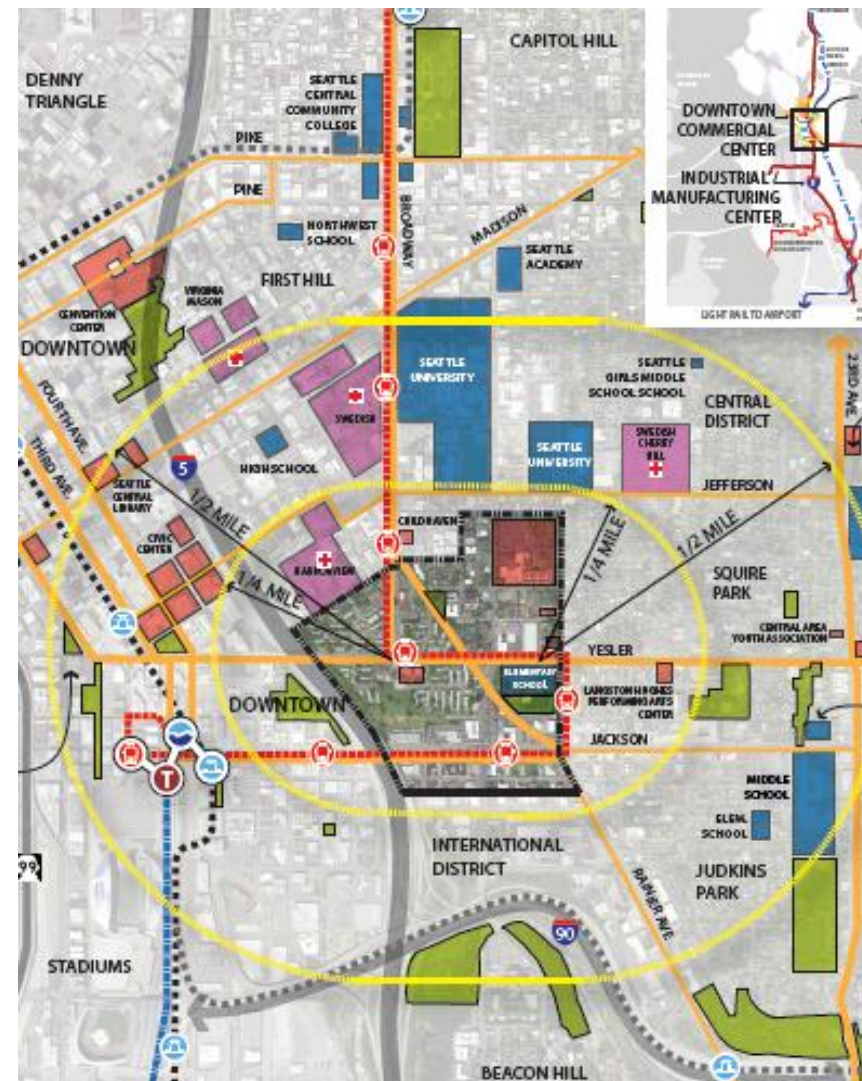 CAPITOL HILL
DENNY
TRIANGLE
SEATTLE
CENTRAL
COMMUNITY
COLLEGE
DOWNTOWN
COMMERCIAL
CENTER
INDUSTRIAL/
MANUFACTURING
CENTER
LIGHT RAIL TO AIRPORT
PIKE
PINE
BROADWAY
MADISON
NORTHWEST
SCHOOL
SEATTLE
ACADEMY
FIRST HILL
VIRGINIA
MASON
CONVENTION
CENTER
DOWNTOWN
SEATTLE
UNIVERSITY
SEATTLE
GIRLS MIDDLE
SCHOOL SCHOOL
23RD AVE.
FOURTH AVE.
THIRD AVE.
SWEDISH
CENTRAL
DISTRICT
HIGH SCHOOL
SEATTLE
UNIVERSITY
SWEDISH
CHERRY
HILL
5
SEATTLE
CENTRAL
LIBRARY
JEFFERSON
1/2 MILE
CHILDHAVEN
1/4 MILE
1/2 MILE
CIVIC
CENTER
HARBORVIEW
1/4 MILE
SQUIRE
PARK
CENTRAL AREA
YOUTH ASSOCIATION
YESLER
ELEMENTARY
SCHOOL
LANGSTON HUGHES
PERFORMING ARTS
CENTER
DOWNTOWN
JACKSON
T
MIDDLE
SCHOOL
ELEM.
SCHOOL
INTERNATIONAL
DISTRICT
JUDKINS
PARK
99
RAINIER AVE.
90
STADIUMS
BEACON HILL